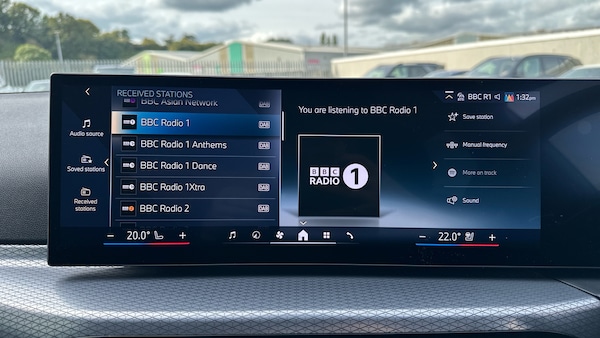 RECEIVED STATIONS
BBC Asian Network DAB
BBC Radio 1 DAB
BBC Radio 1 Anthems DAB
BBC Radio 1 Dance DAB
BBC Radio 1Xtra DAB
BBC Radio 2 DAB
Audio source
Saved stations
Received stations
You are listening to BBC Radio 1
BBC
RADIO 1
BBC R1 1:32pm
Save station
Manual frequency
More on track
Sound
− 20.0° +
− 22.0° +